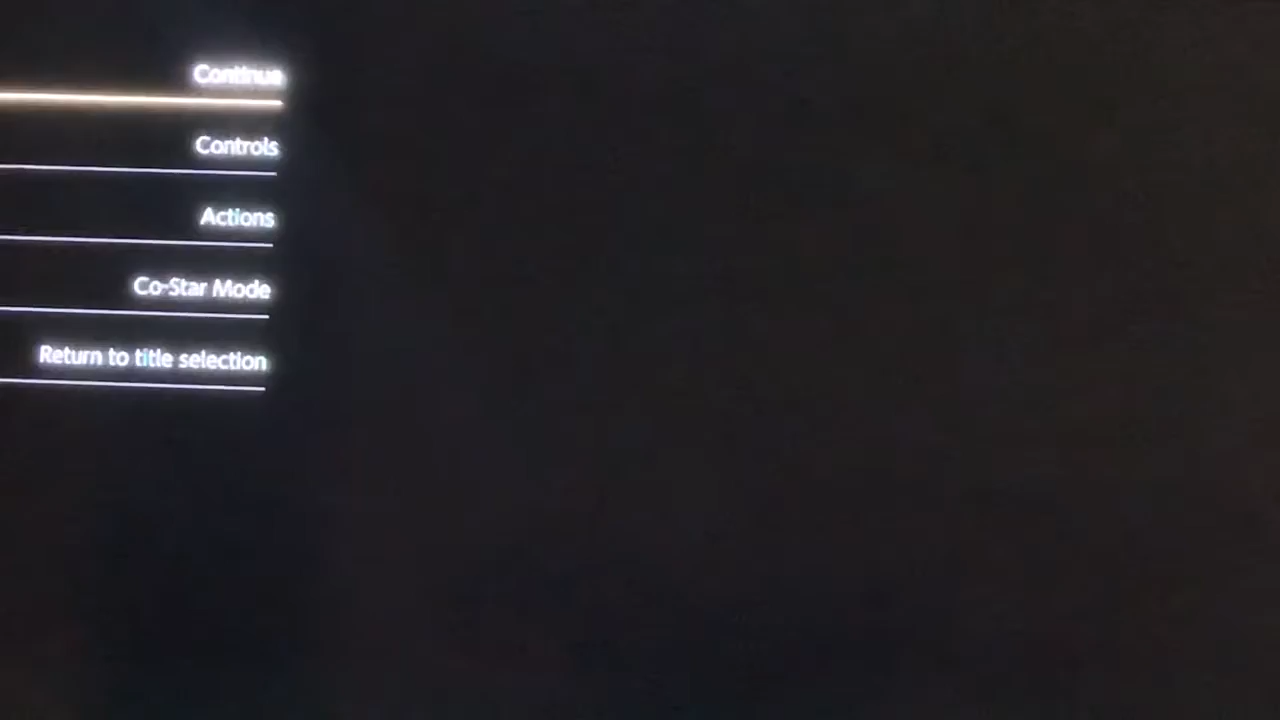 Continue
Controls
Actions
Co-Star Mode
Return to title selection